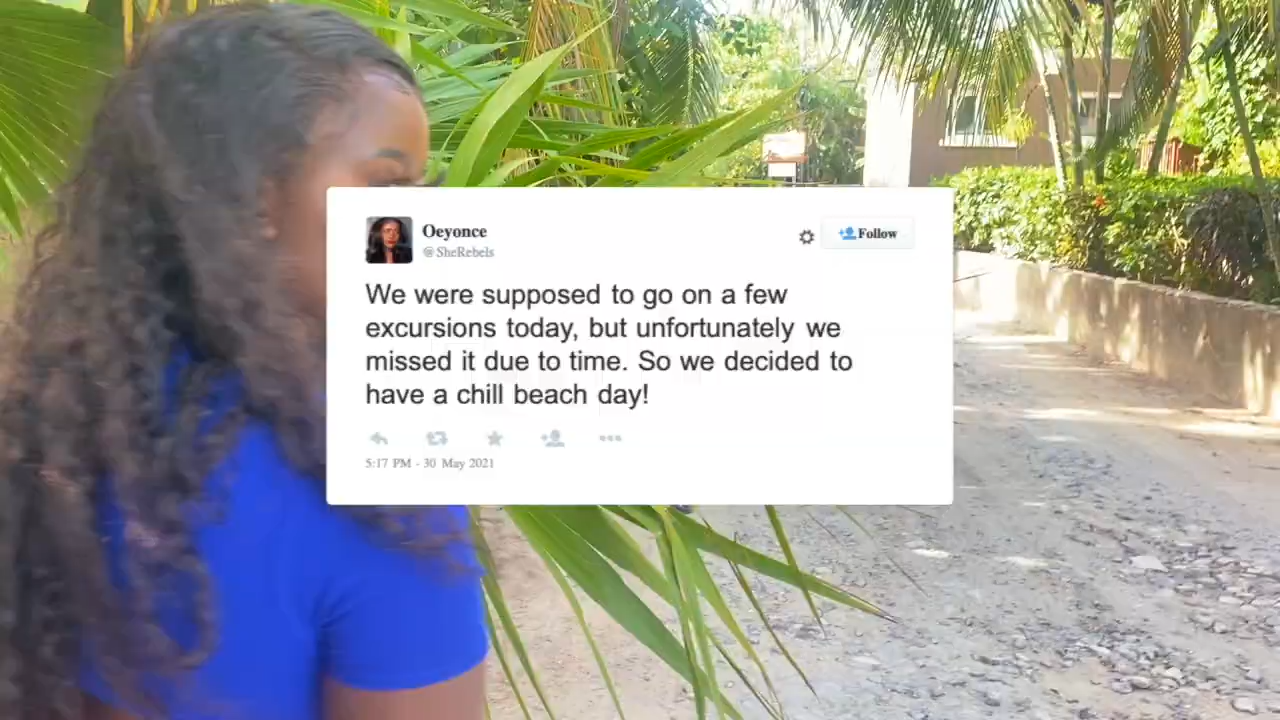 Oeyonce
@SheRebels
Follow
We were supposed to go on a few
excursions today, but unfortunately we
missed it due to time. So we decided to
have a chill beach day!
5:17 PM - 30 May 2021